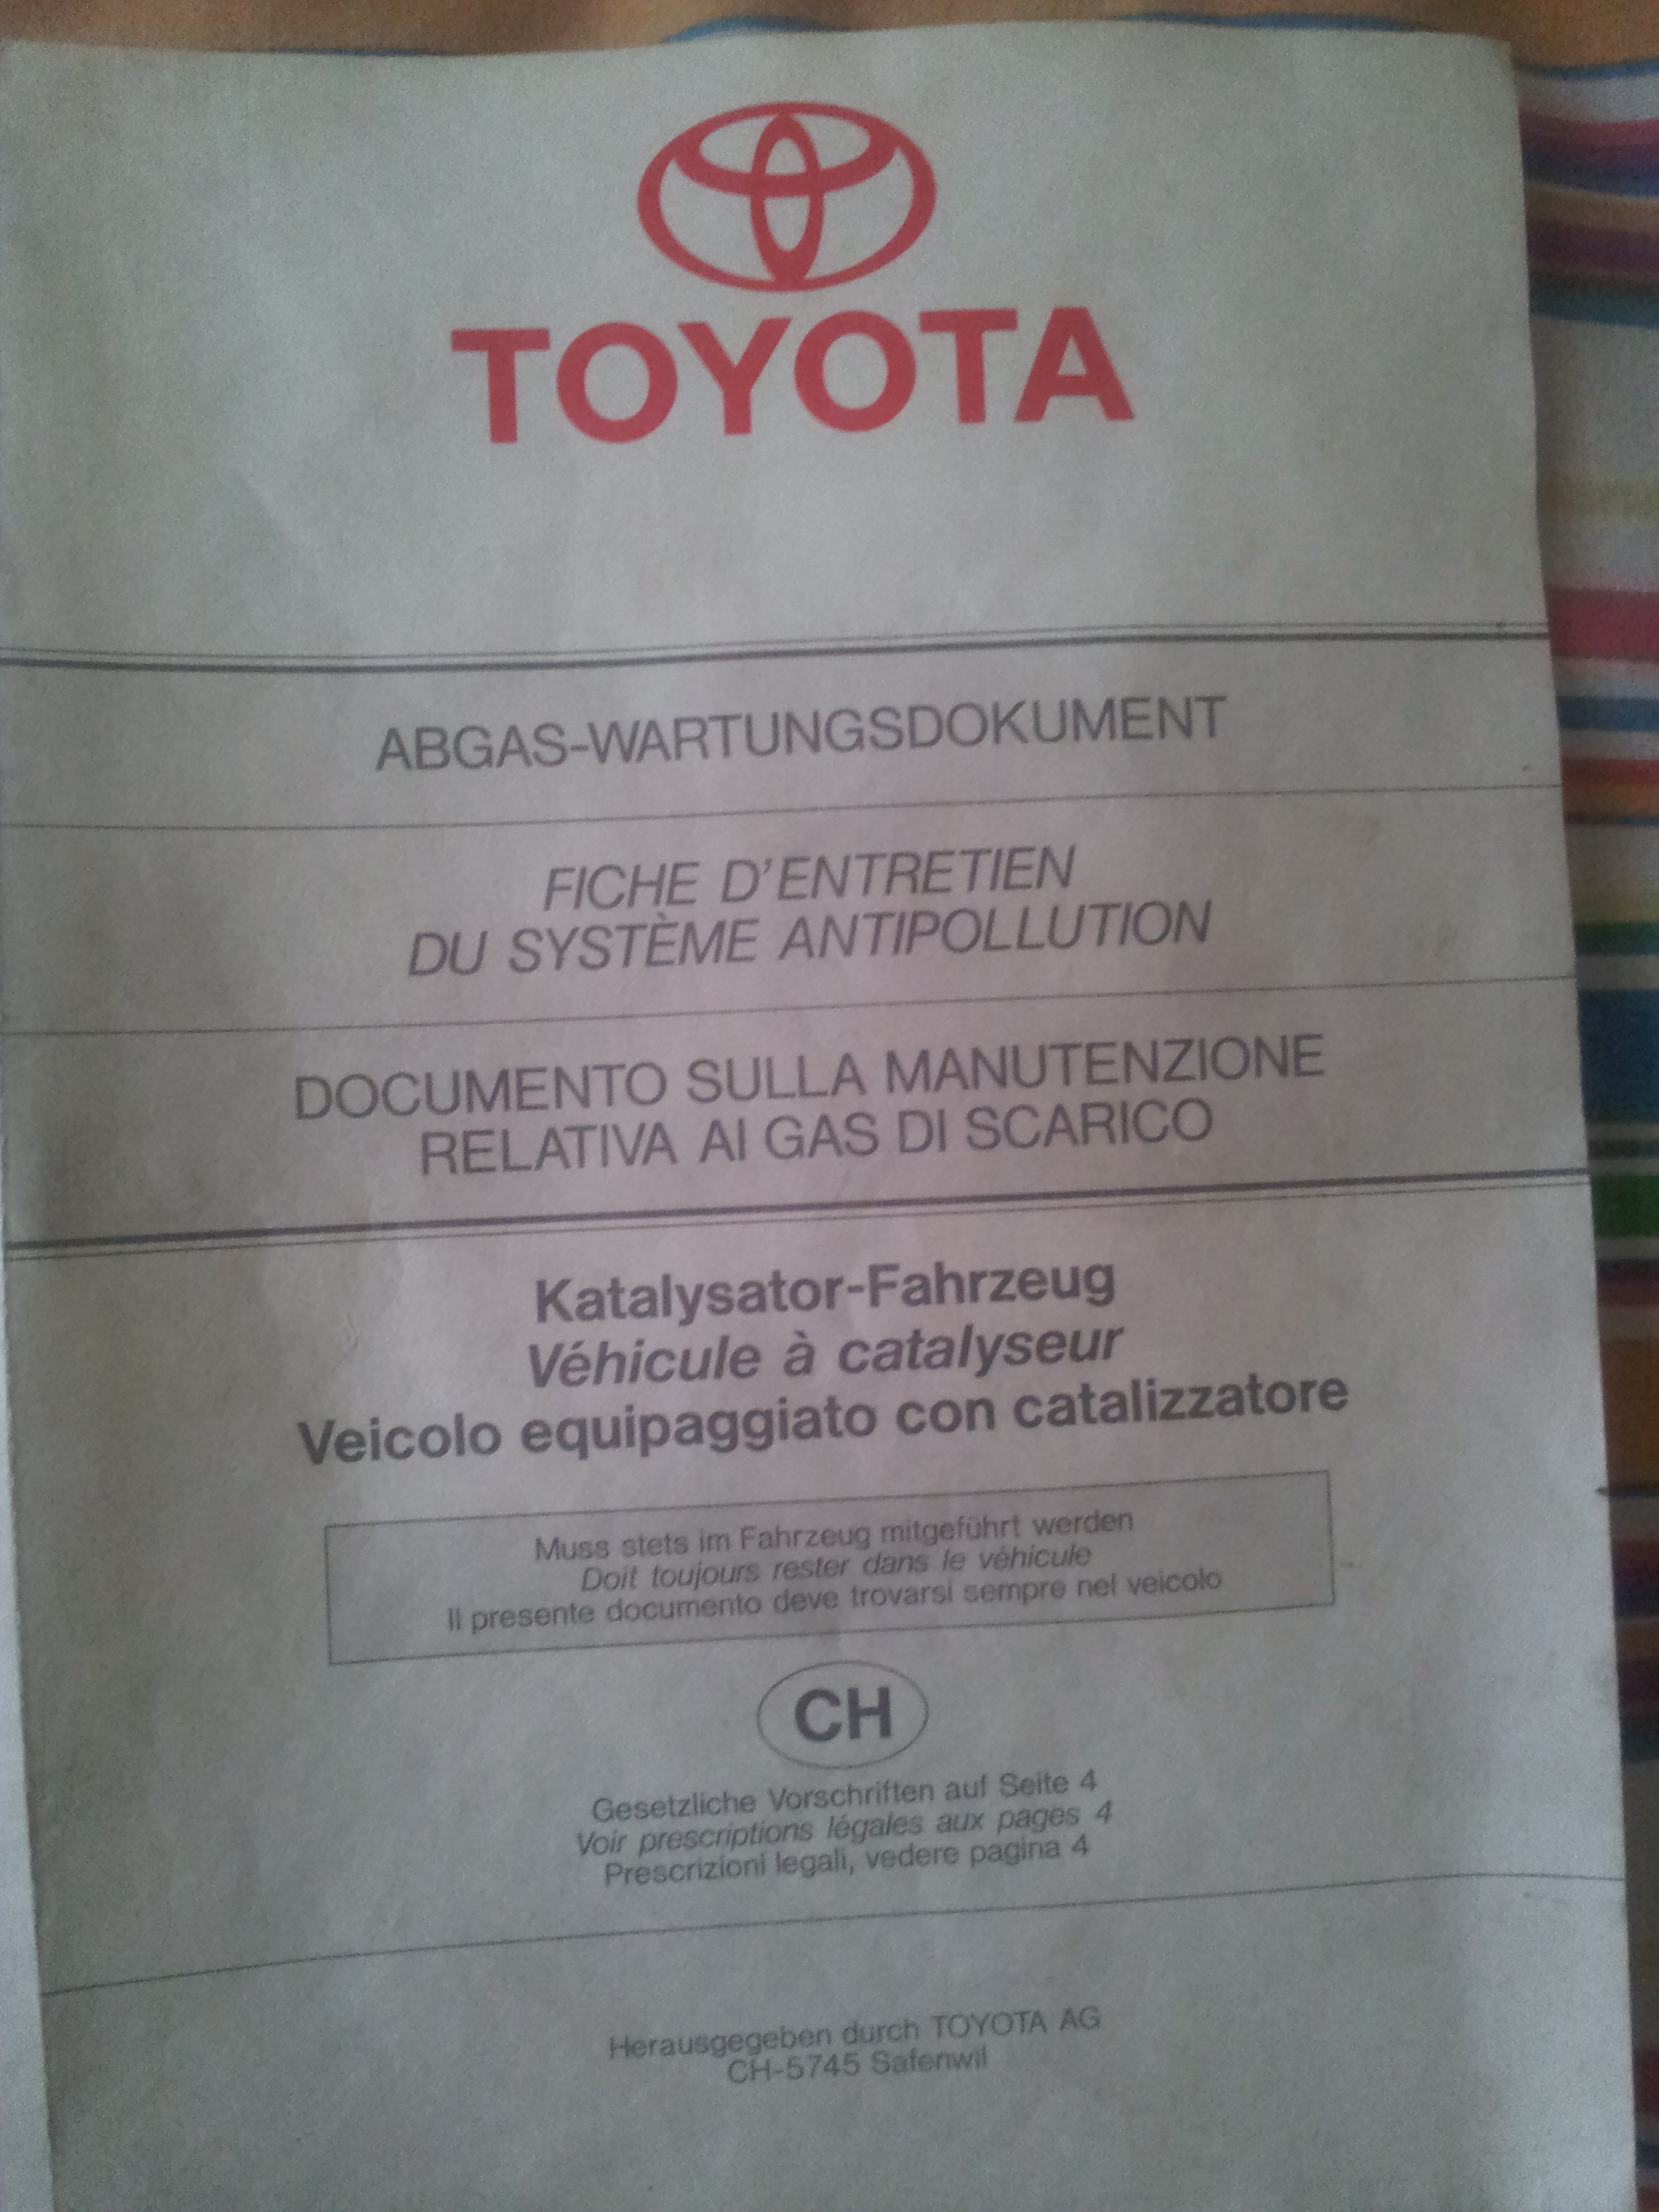 TOYOTA
ABGAS-WARTUNGSDOKUMENT
FICHE D'ENTRETIEN
DU SYSTÈME ANTIPOLLUTION
DOCUMENTO SULLA MANUTENZIONE
RELATIVA AI GAS DI SCARICO
Katalysator-Fahrzeug
Véhicule à catalyseur
Veicolo equipaggiato con catalizzatore
Muss stets im Fahrzeug mitgeführt werden
Doit toujours rester dans le véhicule
Il presente documento deve trovarsi sempre nel veicolo
CH
Gesetzliche Vorschriften auf Seite 4
Voir prescriptions légales aux pages 4
Prescrizioni legali, vedere pagina 4
Herausgegeben durch TOYOTA AG
CH-5745 Safenwil